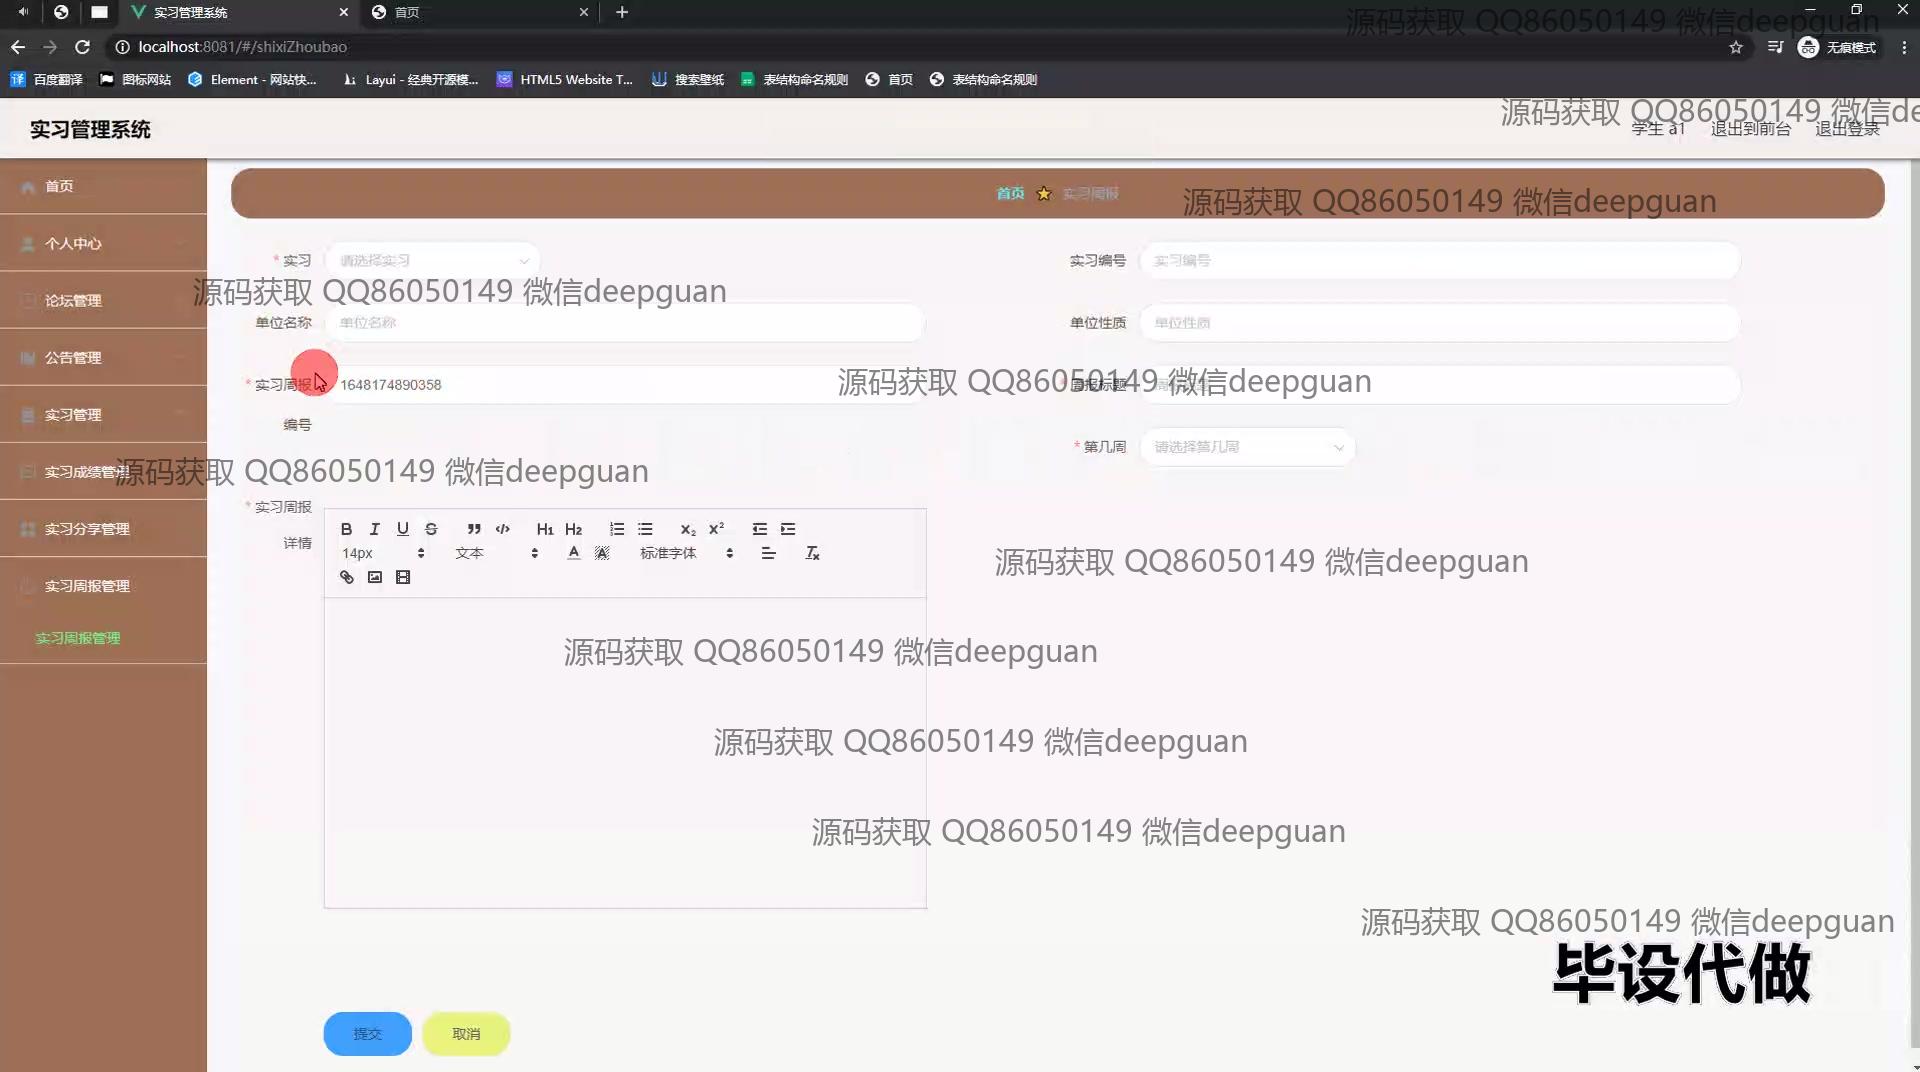 实习管理系统
首页
localhost:8081/#/shixiZhoubao
无痕模式
百度翻译
图标网站
Element - 网站快...
Layui - 经典开源模...
HTML5 Website T...
搜索壁纸
表结构命名规则
首页
表结构命名规则
源码获取 QQ86050149 微信deepguan
源码获取 QQ86050149 微信de
实习管理系统
学生 a1
退出到前台
退出登录
首页
个人中心
论坛管理
公告管理
实习管理
实习成绩管理
实习分享管理
实习周报管理
实习周报管理
首页
实习周报
源码获取 QQ86050149 微信deepguan
* 实习
请选择实习
实习编号
实习编号
源码获取 QQ86050149 微信deepguan
单位名称
单位名称
单位性质
单位性质
* 实习周报
编号
1648174890358
源码获取 QQ86050149 微信deepguan
周报标题
* 第几周
请选择第几周
源码获取 QQ86050149 微信deepguan
* 实习周报
详情
B I U S
H1 H2
X2 X2
14px
文本
标准字体
源码获取 QQ86050149 微信deepguan
源码获取 QQ86050149 微信deepguan
源码获取 QQ86050149 微信deepguan
源码获取 QQ86050149 微信deepguan
源码获取 QQ86050149 微信deepguan
毕设代做
提交
取消